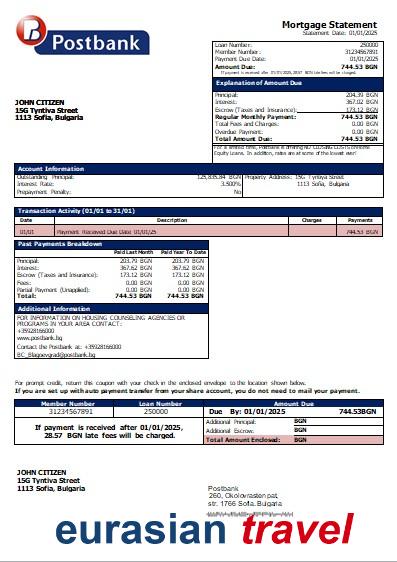 Postbank
Mortgage Statement
Statement Date: 01/01/2025
Loan Number: 250000
Member Number: 31234567891
Payment Due Date: 01/01/2025
Amount Due: 744.53 BGN
If payment is received after 01/01/2025, 28.57 BGN late fees will be charged.
Explanation of Amount Due
Principal: 204.39 BGN
Interest: 367.02 BGN
Escrow (Taxes and Insurance): 173.12 BGN
Regular Monthly Payment: 744.53 BGN
Total Fees and Charges: 0.00 BGN
Overdue Payment: 0.00 BGN
Total Amount Due: 744.53 BGN
For a limited time, Postbank is offering NO CLOSING COSTS on Home
Equity Loans. In addition, rates are at some of the lowest ever!
JOHN CITIZEN
15G Tyntiva Street
1113 Sofia, Bulgaria
Account Information
Outstanding Principal: 125,835.84 BGN
Interest Rate: 3.500%
Prepayment Penalty: No
Property Address: 15G Tyntiva Street
1113 Sofia, Bulgaria
Transaction Activity (01/01 to 31/01)
Date Description Charges Payments
01/01 Payment Received Due Date 01/01/25 744.53 BGN
Past Payments Breakdown
Paid Last Month Paid Year To Date
Principal: 203.79 BGN 203.79 BGN
Interest: 367.62 BGN 367.62 BGN
Escrow (Taxes and Insurance): 173.12 BGN 173.12 BGN
Fees: 0.00 BGN 0.00 BGN
Partial Payment (Unapplied): 0.00 BGN 0.00 BGN
Total: 744.53 BGN 744.53 BGN
Additional Information
FOR INFORMATION ON HOUSING COUNSELING AGENCIES OR
PROGRAMS IN YOUR AREA CONTACT:
+35928166000
www.postbank.bg
Contact the Postbank at: +35928166000
BC_Blagoevgrad@postbank.bg
For prompt credit, return this coupon with your check in the enclosed envelope to the location shown below.
If you are set up with auto payment transfer from your share account, you do not need to mail your payment.
Member Number Loan Number Amount Due
31234567891 250000 Due By: 01/01/2025 744.53BGN
If payment is received after 01/01/2025,
28.57 BGN late fees will be charged.
Additional Principal: BGN
Additional Escrow: BGN
Total Amount Enclosed: BGN
JOHN CITIZEN
15G Tyntiva Street
1113 Sofia, Bulgaria
Postbank
260, Okolovrasten pat,
str. 1766 Sofia, Bulgaria
eurasian travel